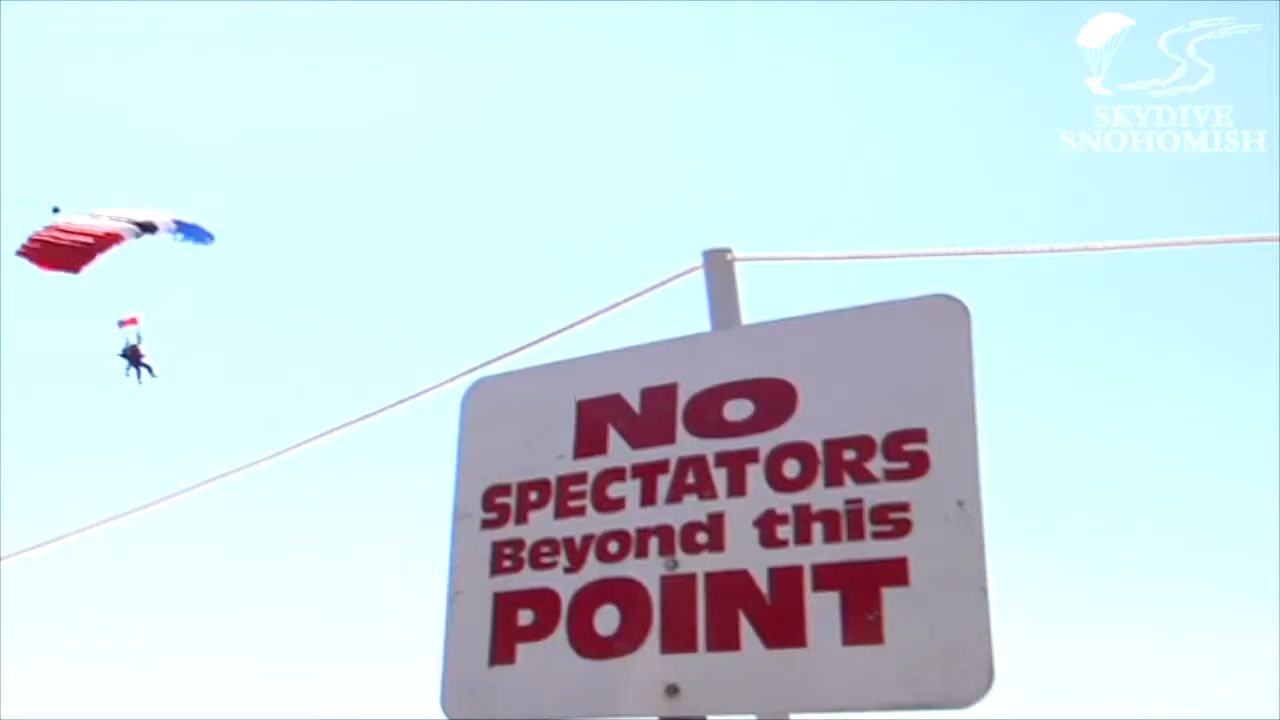 SKYDIVE
SNOHOMISH
No
SPECTATORS
Beyond this
POINT